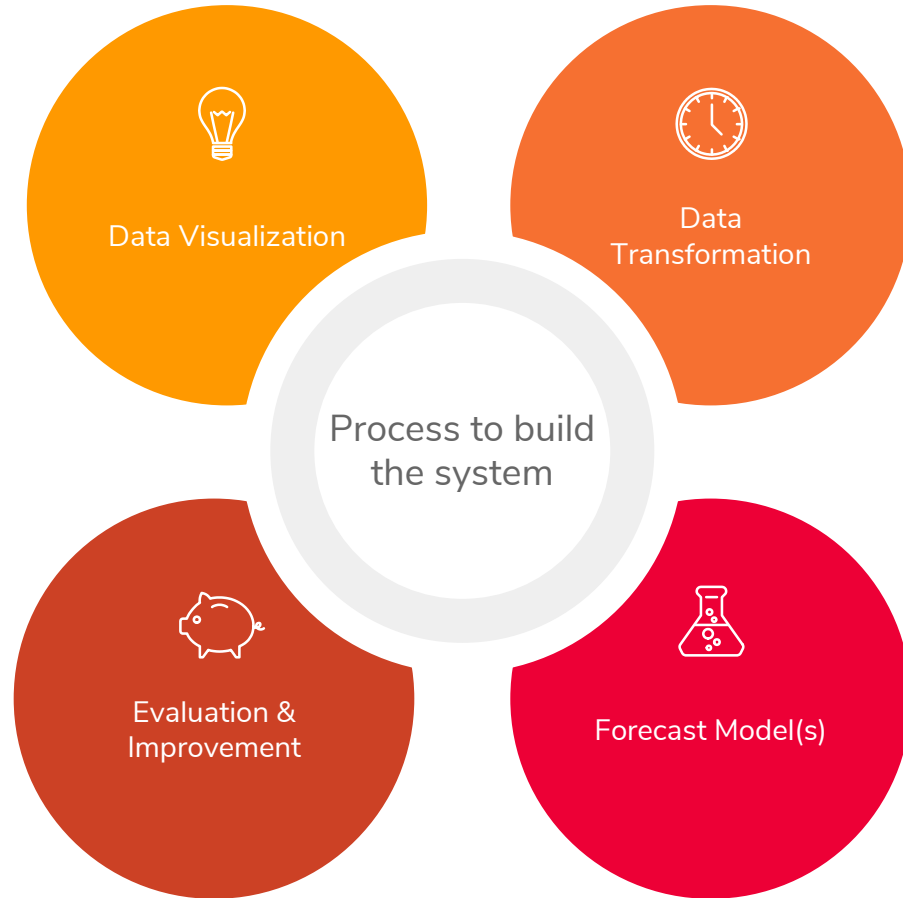 Data Visualization
Data
Transformation
Process to build
the system
Evaluation &
Improvement
Forecast Model(s)